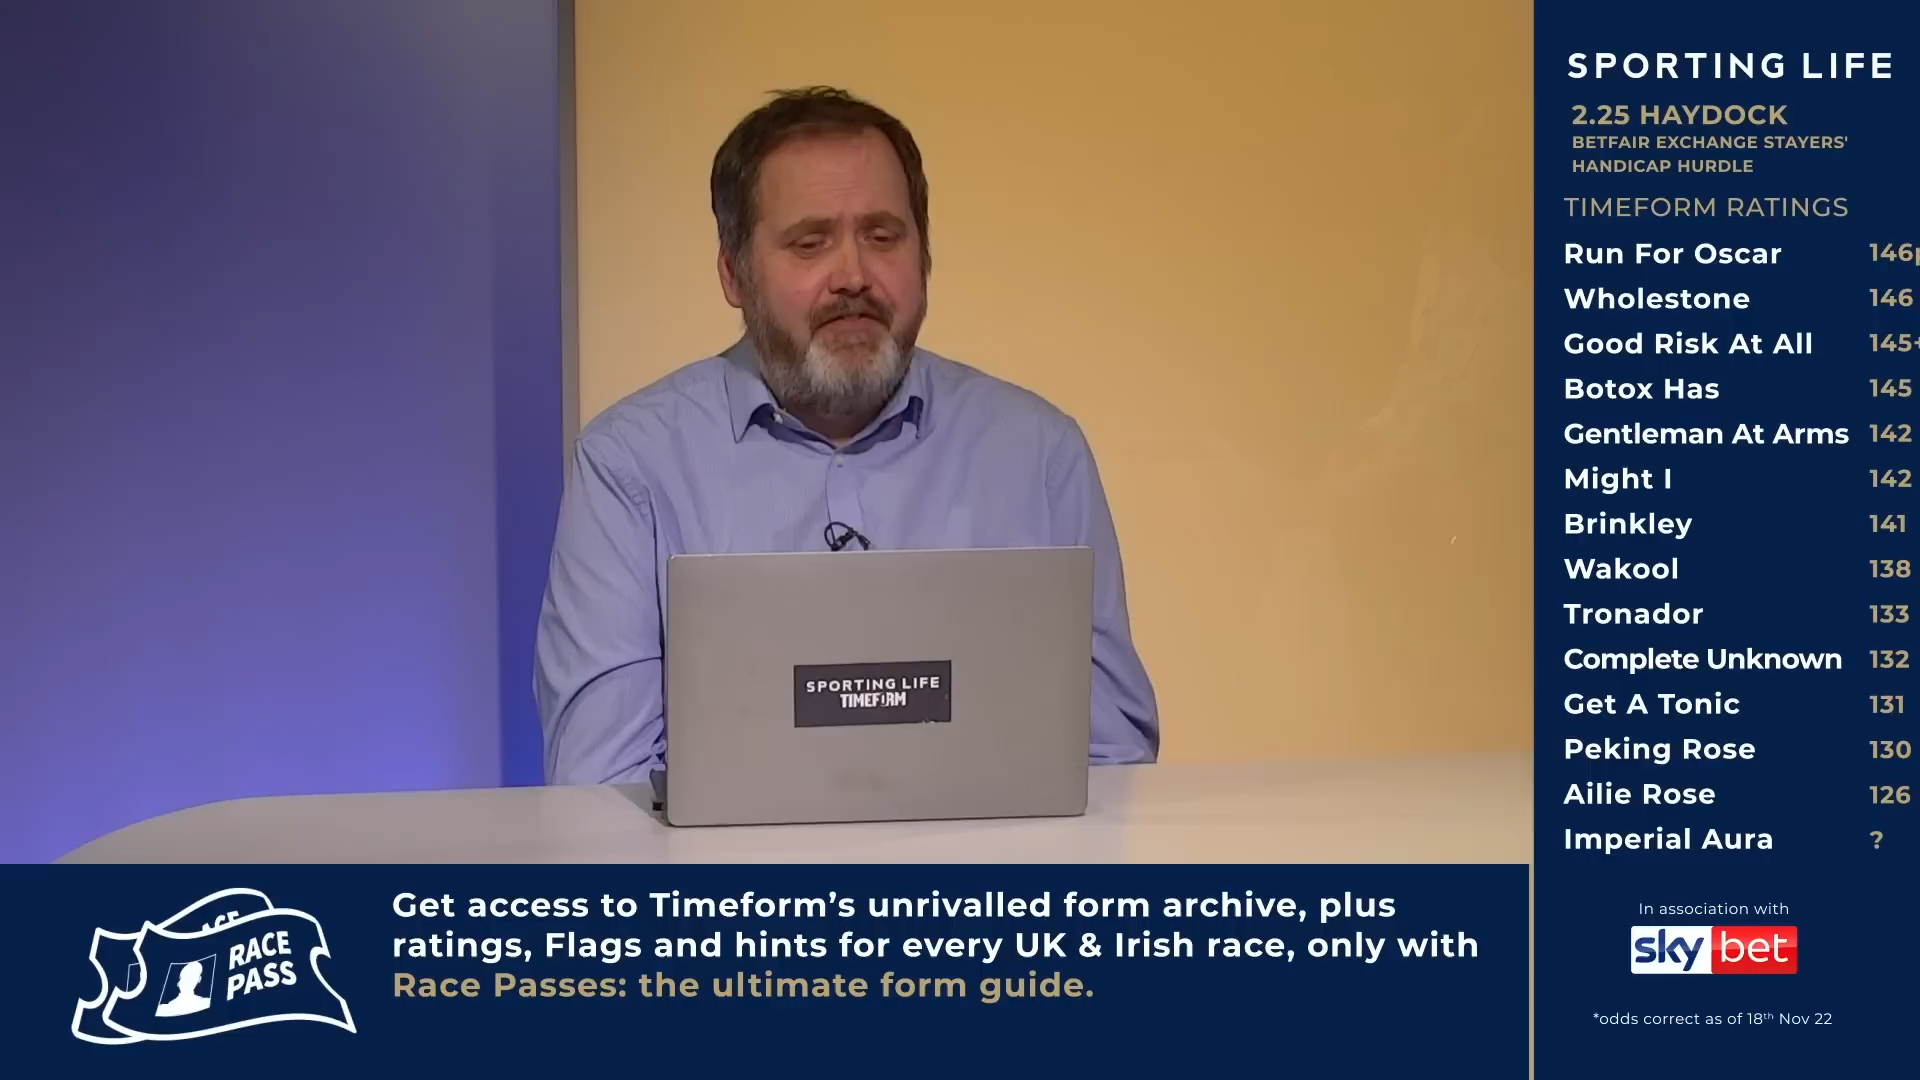 SPORTING LIFE
2.25 HAYDOCK
BETFAIR EXCHANGE STAYERS'
HANDICAP HURDLE
TIMEFORM RATINGS
Run For Oscar 146p
Wholestone 146
Good Risk At All 145+
Botox Has 145
Gentleman At Arms 142
Might I 142
Brinkley 141
Wakool 138
Tronador 133
Complete Unknown 132
Get A Tonic 131
Peking Rose 130
Ailie Rose 126
Imperial Aura ?
In association with
sky bet
*odds correct as of 18th Nov 22
SPORTING LIFE
TIMEFORM
RACE
PASS
Get access to Timeform’s unrivalled form archive, plus
ratings, Flags and hints for every UK & Irish race, only with
Race Passes: the ultimate form guide.